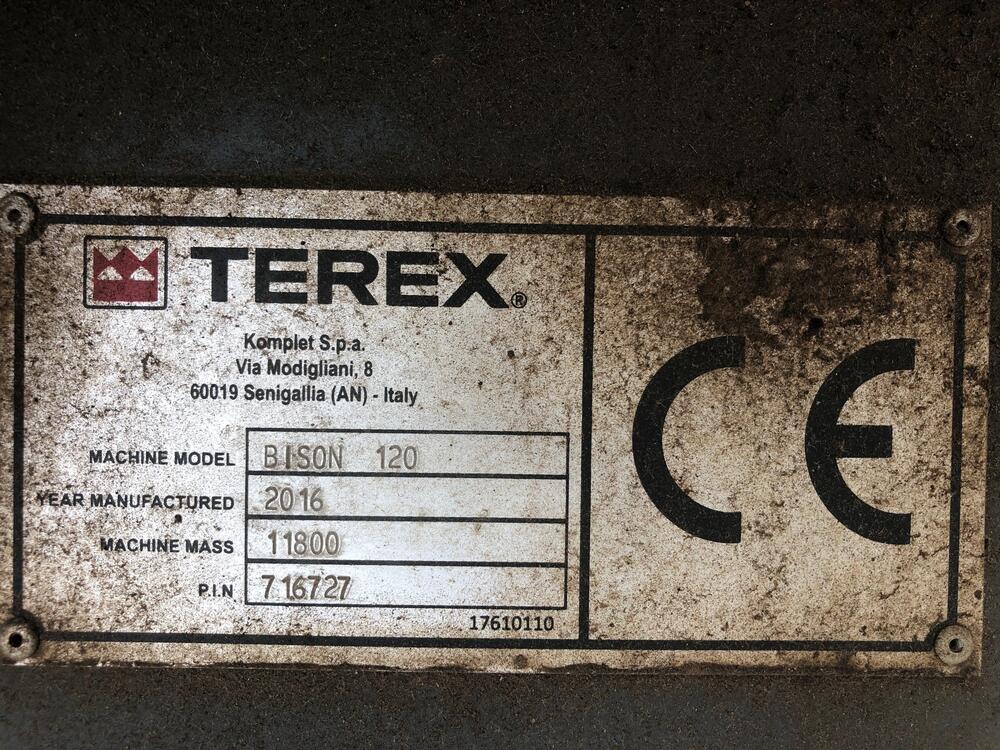 TEREX®
Komplet S.p.a.
Via Modigliani, 8
60019 Senigallia (AN) - Italy
MACHINE MODEL BISON 120
YEAR MANUFACTURED 2016
MACHINE MASS 11800
P.I.N 716727
17610110
CE